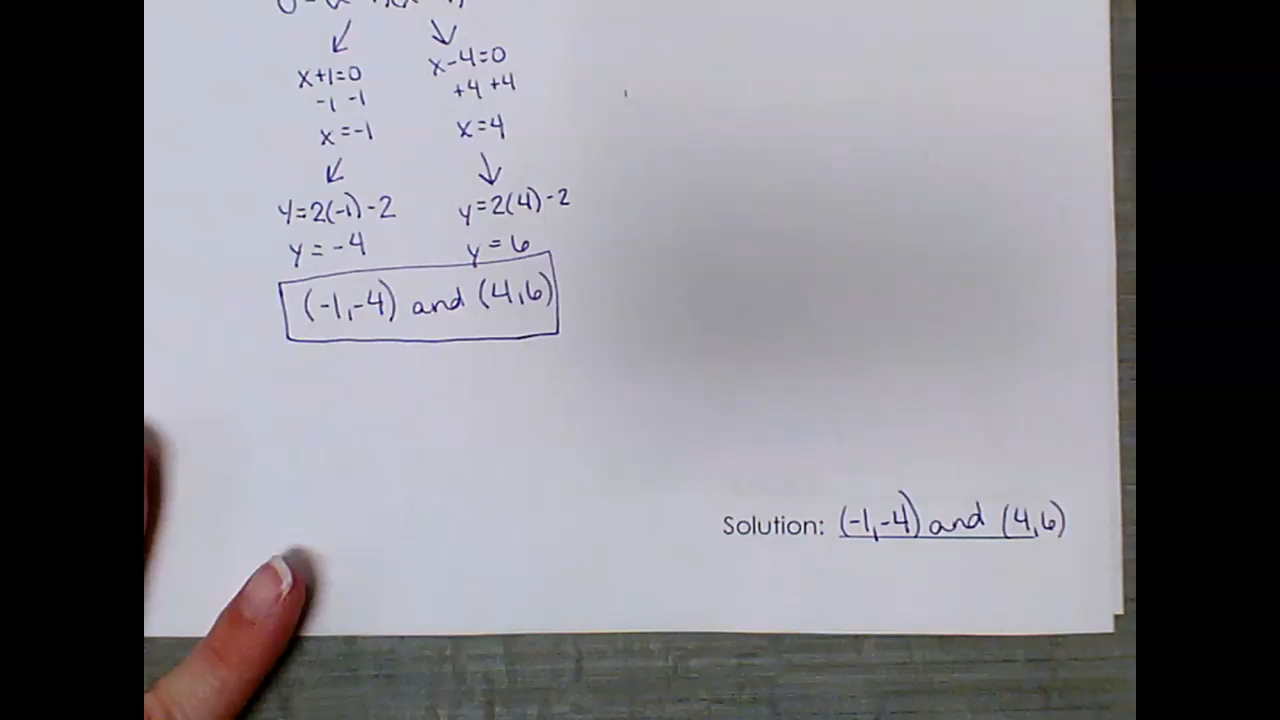 x+1=0 x-4=0
-1 -1 +4 +4
x=-1 x=4
y=2(-1)-2 y=2(4)-2
y=-4 y=6
(-1,-4) and (4,6)
Solution: (-1,-4) and (4,6)